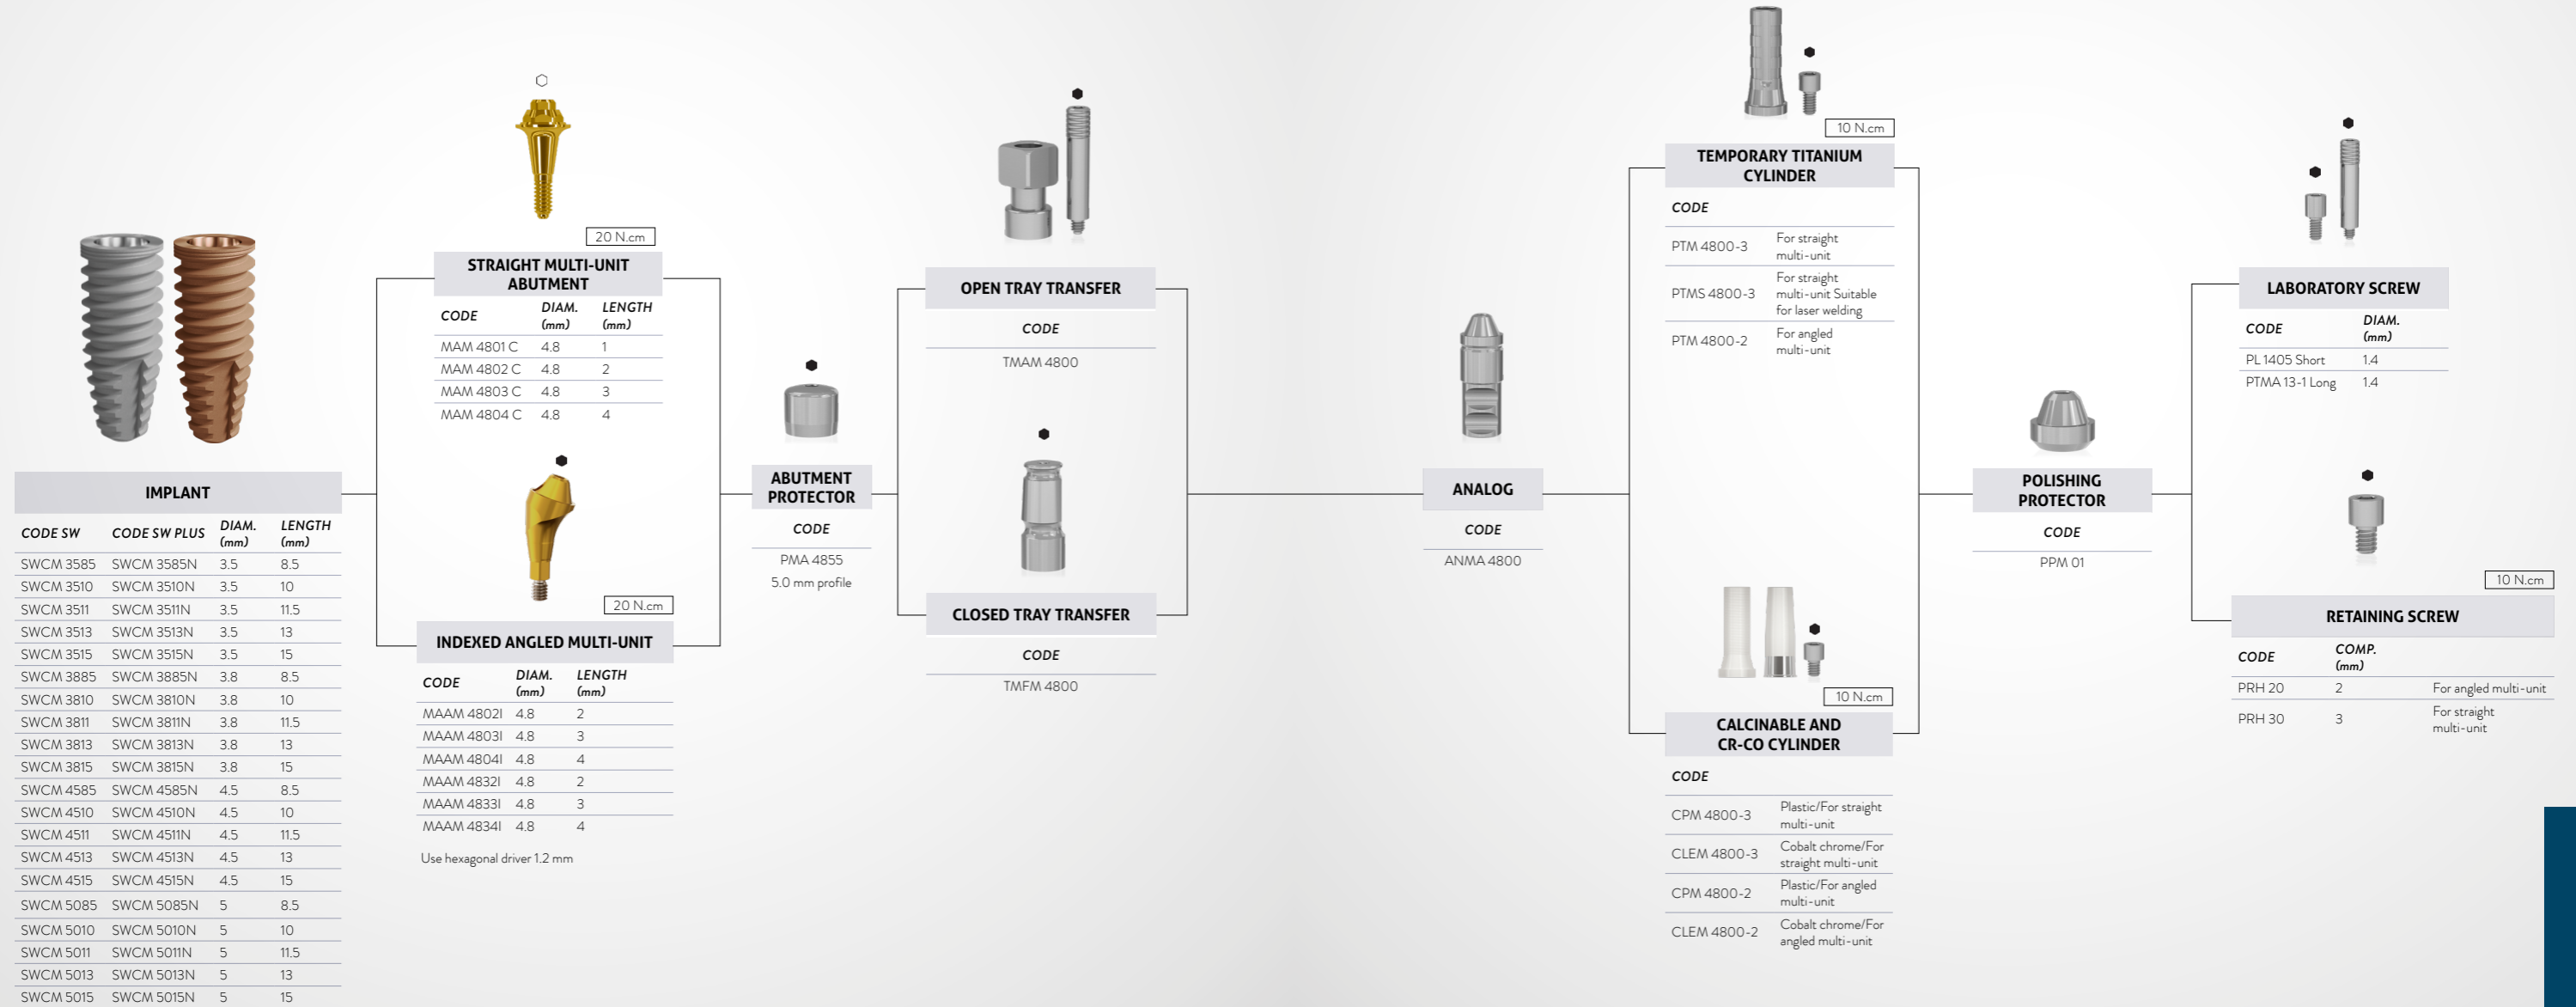 IMPLANT
CODE SW CODE SW PLUS DIAM. (mm) LENGTH (mm)
SWCM 3585 SWCM 3585N 3.5 8.5
SWCM 3510 SWCM 3510N 3.5 10
SWCM 3511 SWCM 3511N 3.5 11.5
SWCM 3513 SWCM 3513N 3.5 13
SWCM 3515 SWCM 3515N 3.5 15
SWCM 3885 SWCM 3885N 3.8 8.5
SWCM 3810 SWCM 3810N 3.8 10
SWCM 3811 SWCM 3811N 3.8 11.5
SWCM 3813 SWCM 3813N 3.8 13
SWCM 3815 SWCM 3815N 3.8 15
SWCM 4585 SWCM 4585N 4.5 8.5
SWCM 4510 SWCM 4510N 4.5 10
SWCM 4511 SWCM 4511N 4.5 11.5
SWCM 4513 SWCM 4513N 4.5 13
SWCM 4515 SWCM 4515N 4.5 15
SWCM 5085 SWCM 5085N 5 8.5
SWCM 5010 SWCM 5010N 5 10
SWCM 5011 SWCM 5011N 5 11.5
SWCM 5013 SWCM 5013N 5 13
SWCM 5015 SWCM 5015N 5 15
20 N.cm
STRAIGHT MULTI-UNIT
ABUTMENT
CODE DIAM. (mm) LENGTH (mm)
MAM 4801 C 4.8 1
MAM 4802 C 4.8 2
MAM 4803 C 4.8 3
MAM 4804 C 4.8 4
20 N.cm
INDEXED ANGLED MULTI-UNIT
CODE DIAM. (mm) LENGTH (mm)
MAAM 4802I 4.8 2
MAAM 4803I 4.8 3
MAAM 4804I 4.8 4
MAAM 4832I 4.8 2
MAAM 4833I 4.8 3
MAAM 4834I 4.8 4
Use hexagonal driver 1.2 mm
ABUTMENT
PROTECTOR
CODE
PMA 4855
5.0 mm profile
OPEN TRAY TRANSFER
CODE
TMAM 4800
CLOSED TRAY TRANSFER
CODE
TMFM 4800
ANALOG
CODE
ANMA 4800
10 N.cm
TEMPORARY TITANIUM
CYLINDER
CODE
PTM 4800-3 For straight
multi-unit
PTMS 4800-3 For straight
multi-unit Suitable
for laser welding
PTM 4800-2 For angled
multi-unit
10 N.cm
CALCINABLE AND
CR-CO CYLINDER
CODE
CPM 4800-3 Plastic/For straight
multi-unit
CLEM 4800-3 Cobalt chrome/For
straight multi-unit
CPM 4800-2 Plastic/For angled
multi-unit
CLEM 4800-2 Cobalt chrome/For
angled multi-unit
POLISHING
PROTECTOR
CODE
PPM 01
LABORATORY SCREW
CODE DIAM. (mm)
PL 1405 Short 1.4
PTMA 13-1 Long 1.4
10 N.cm
RETAINING SCREW
CODE COMP. (mm)
PRH 20 2 For angled multi-unit
PRH 30 3 For straight
multi-unit